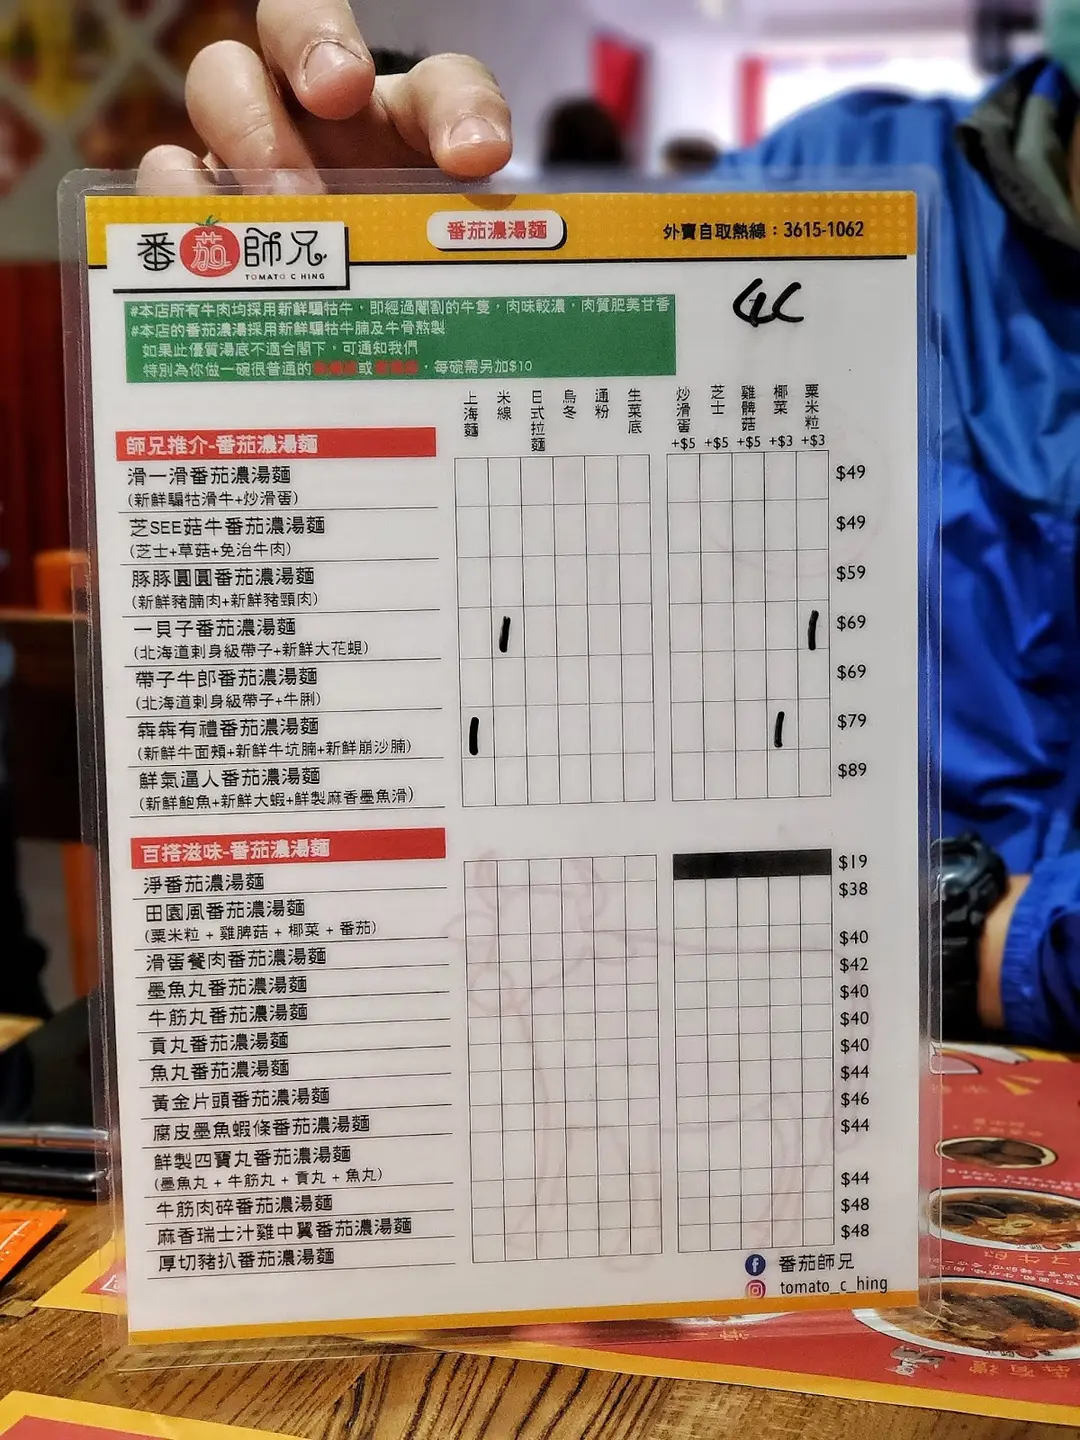 番茄師兄
TOMATO C HING
番茄濃湯麵
外賣自取熱線：3615-1062
4C
#本店所有牛肉均採用新鮮騸牯牛，即經過閹割的牛隻，肉味較濃，肉質肥美甘香
#本店的番茄濃湯採用新鮮騸牯牛腩及牛骨熬製
如果此優質湯底不適合閣下，可通知我們
特別為你做一碗很普通的或，每碗需另加$10
上海麵 米線 日式拉麵 烏冬 通粉 生菜底 炒滑蛋+$5 芝士+$5 雞髀菇+$5 椰菜+$3 粟米粒+$3
師兄推介-番茄濃湯麵
滑一滑番茄濃湯麵 $49
(新鮮騸牯滑牛+炒滑蛋)
芝SEE菇牛番茄濃湯麵 $49
(芝士+草菇+免治牛肉)
豚豚圓圓番茄濃湯麵 $59
(新鮮豬腩肉+新鮮豬頸肉)
一貝子番茄濃湯麵 $69
(北海道刺身級帶子+新鮮大花蜆)
帶子牛郎番茄濃湯麵 $69
(北海道刺身級帶子+牛脷)
犇犇有禮番茄濃湯麵 $79
(新鮮牛面頰+新鮮牛坑腩+新鮮崩沙腩)
鮮氣逼人番茄濃湯麵 $89
(新鮮鮑魚+新鮮大蝦+鮮製麻香墨魚滑)
百搭滋味-番茄濃湯麵
淨番茄濃湯麵 $19
田園風番茄濃湯麵 $38
(粟米粒 + 雞脾菇 + 椰菜 + 番茄)
滑蛋餐肉番茄濃湯麵 $40
墨魚丸番茄濃湯麵 $42
牛筋丸番茄濃湯麵 $40
貢丸番茄濃湯麵 $40
魚丸番茄濃湯麵 $40
黃金片頭番茄濃湯麵 $44
腐皮墨魚蝦條番茄濃湯麵 $46
鮮製四寶丸番茄濃湯麵 $44
(墨魚丸 + 牛筋丸 + 貢丸 + 魚丸)
牛筋肉碎番茄濃湯麵 $44
麻香瑞士汁雞中翼番茄濃湯麵 $48
厚切豬扒番茄濃湯麵 $48
番茄師兄
tomato_c_hing